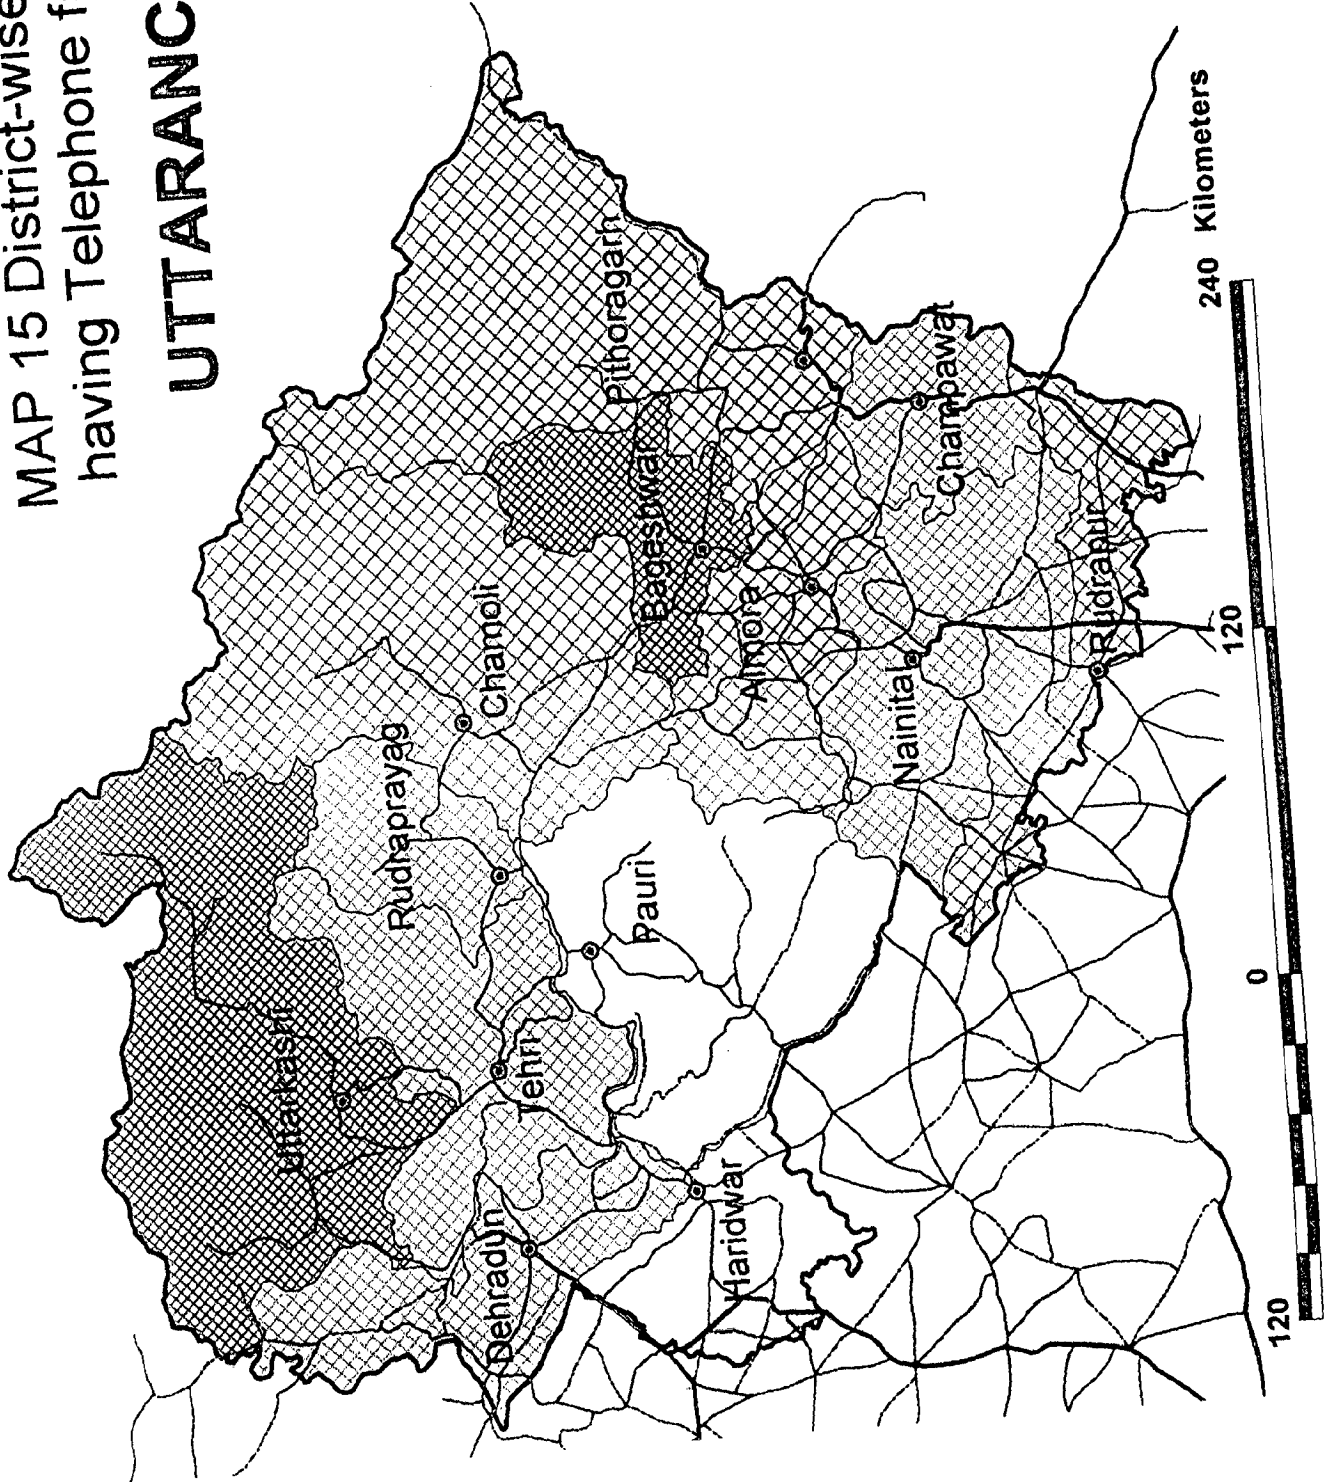 MAP 15 District-wise
having Telephone f
UTTARANC
Uttarkashi
Rudraprayag
Chamoli
Dehradun
Tehri
Pithoragarh
Pauri
Bageshwar
Haridwar
Almora
Nainital
Champawat
Rudrapur
120 0 120 240 Kilometers